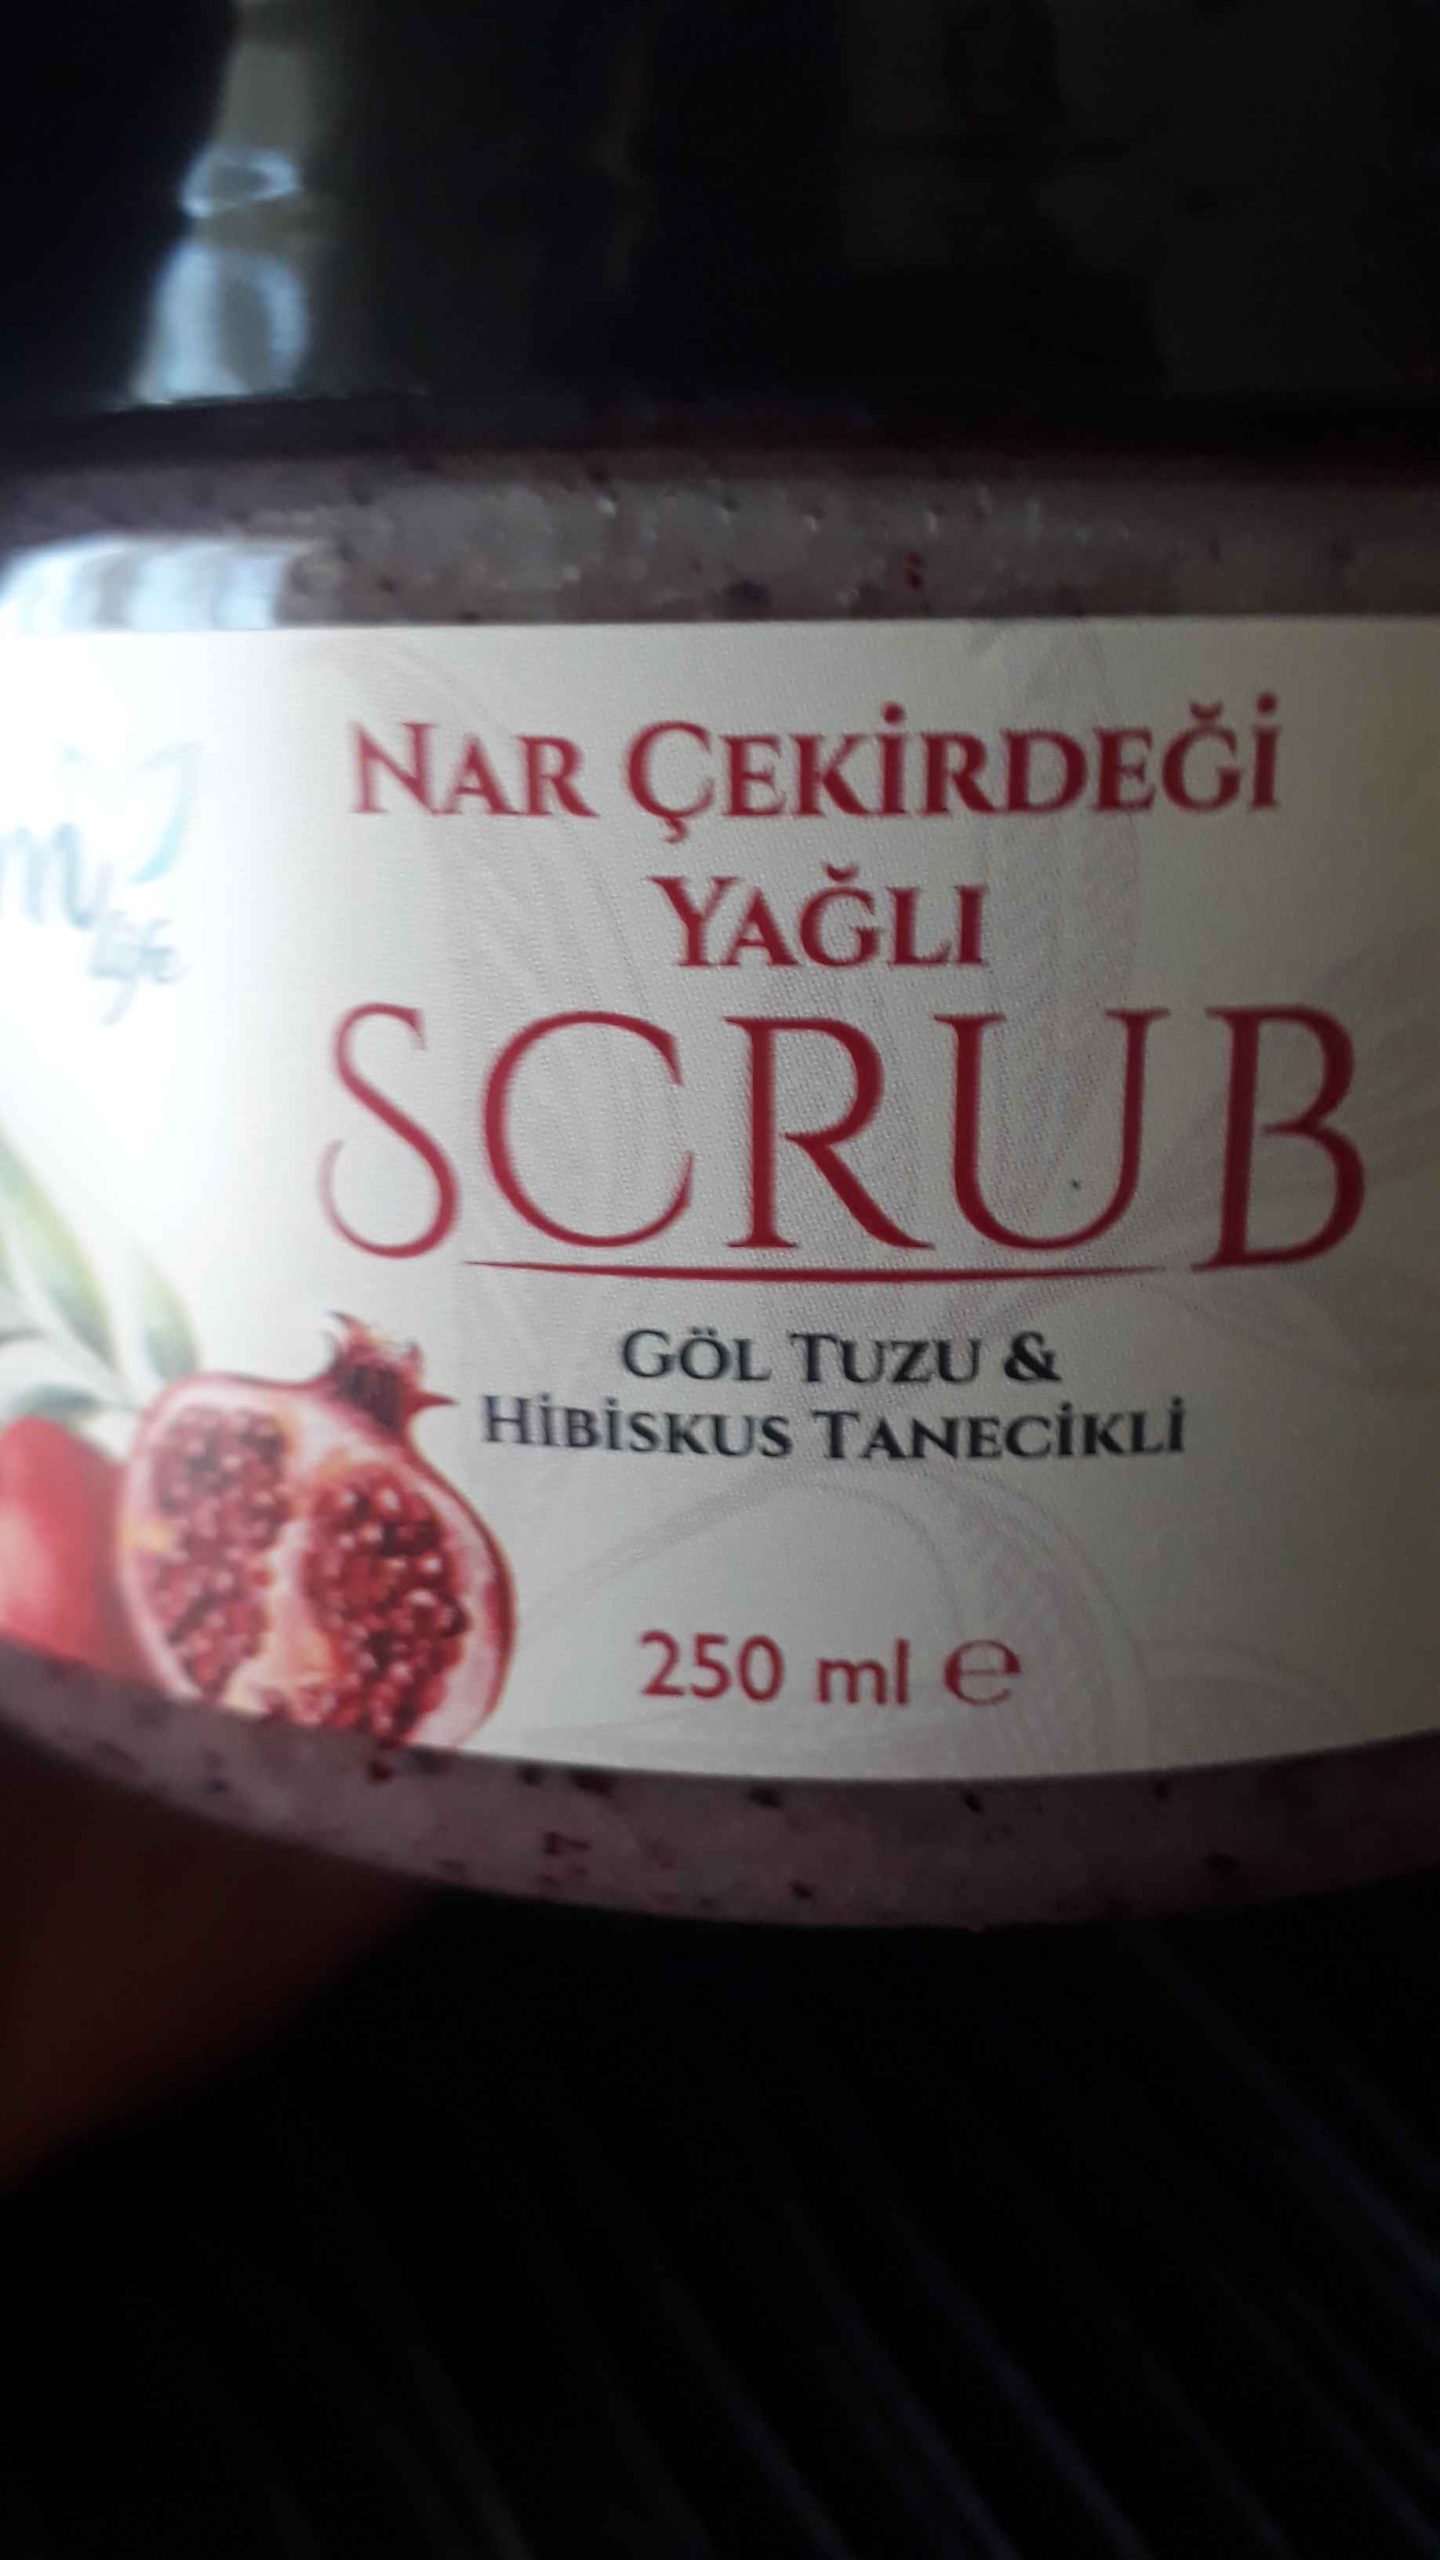 NAR ÇEKİRDEĞİ
YAĞLI
SCRUB
GÖL TUZU &
HİBİSKUS TANECİKLİ
250 ml e